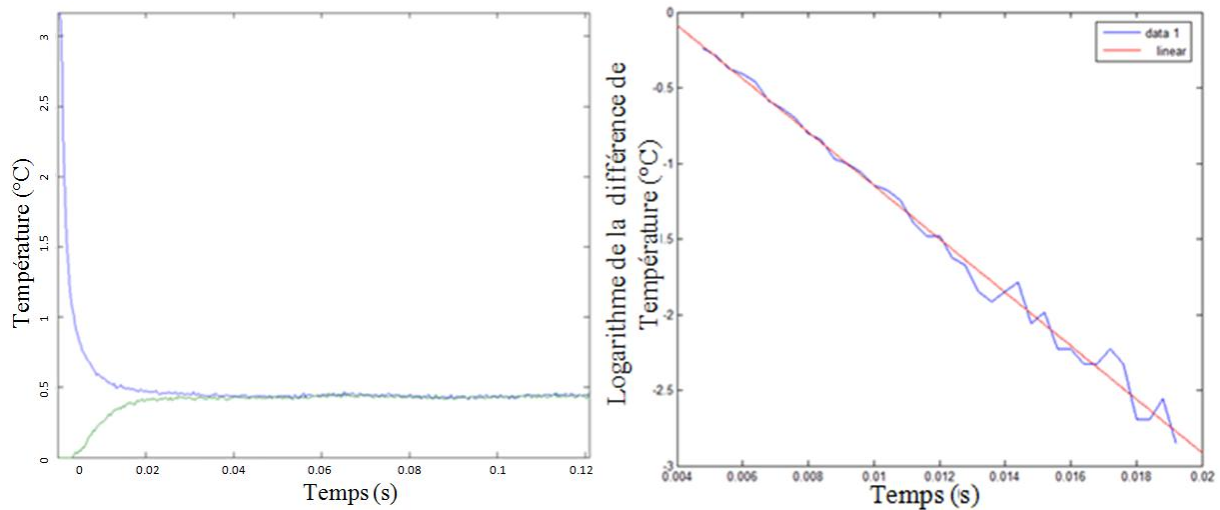 3
2.5
2
1.5
1
0.5
0
Température (°C)
0 0.02 0.04 0.06 0.08 0.1 0.12
Temps (s)
Logarithme de la différence de
Température (°C)
0
-0.5
-1
-1.5
-2
-2.5
-3
data 1
linear
0.004 0.006 0.008 0.01 0.012 0.014 0.016 0.018 0.02
Temps (s)